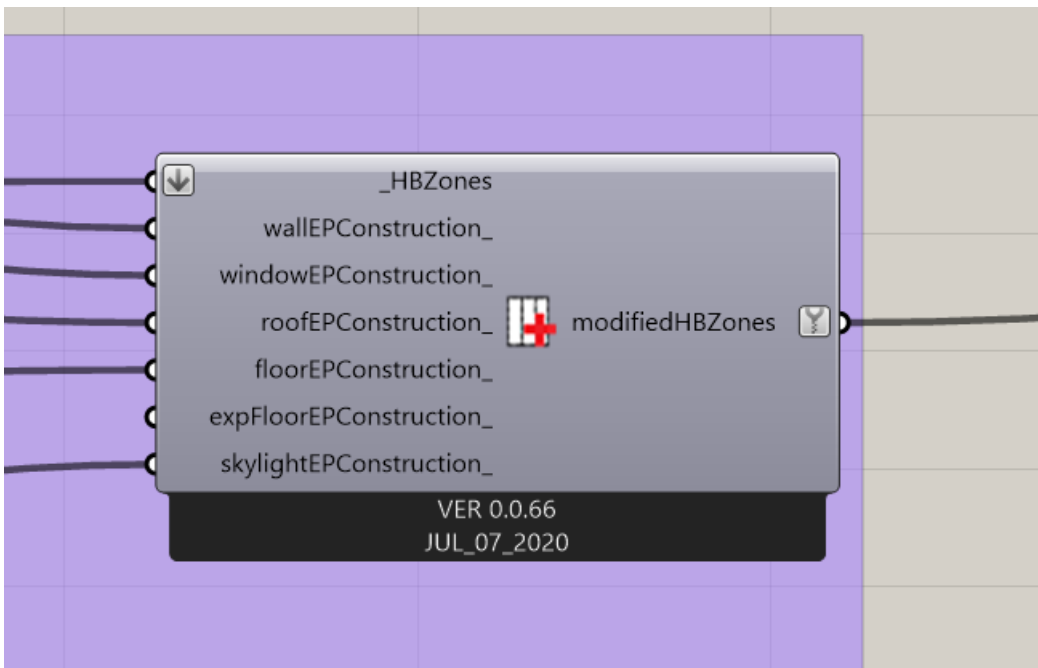 _HBZones
wallEPConstruction_
windowEPConstruction_
roofEPConstruction_
modifiedHBZones
floorEPConstruction_
expFloorEPConstruction_
skylightEPConstruction_
VER 0.0.66
JUL_07_2020